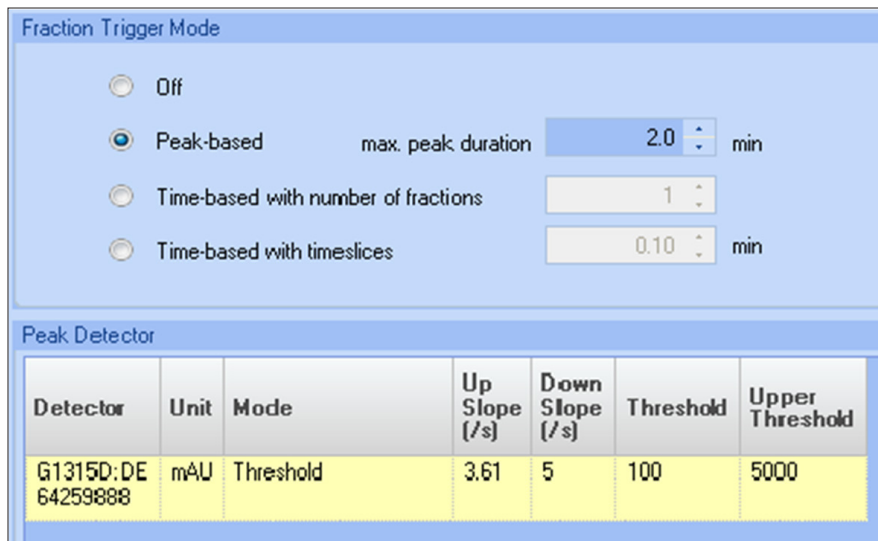 Fraction Trigger Mode
Off
Peak-based max. peak duration 2.0 min
Time-based with number of fractions 1
Time-based with timeslices 0.10 min
Peak Detector
Detector Unit Mode Up Slope (/s) Down Slope (/s) Threshold Upper Threshold
G1315D:DE64259888 mAU Threshold 3.61 5 100 5000